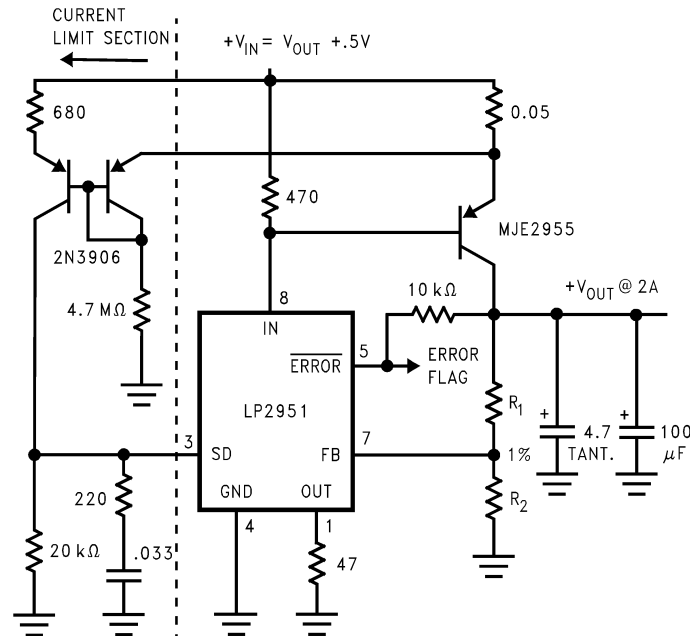 CURRENT
LIMIT SECTION
+VIN = VOUT +.5V
680
0.05
470
2N3906
MJE2955
4.7 MΩ
8
10 kΩ
+VOUT @ 2A
IN
ERROR
5
ERROR
FLAG
LP2951
R1
3
SD
FB
7
1%
4.7
TANT.
100
μF
+
+
GND
OUT
R2
220
4
1
20 kΩ
.033
47